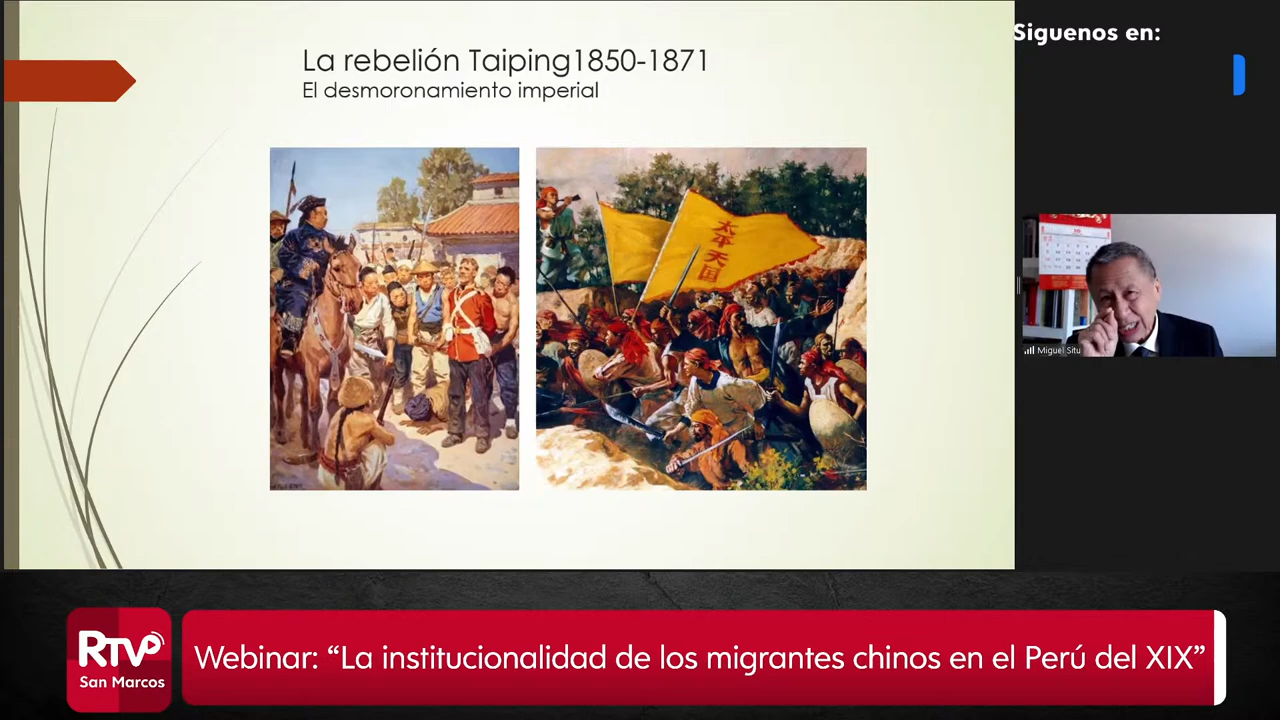 La rebelión Taiping1850-1871
El desmoronamiento imperial
太平天国
Siguenos en:
Miguel Situ
RTV
San Marcos
Webinar: “La institucionalidad de los migrantes chinos en el Perú del XIX”